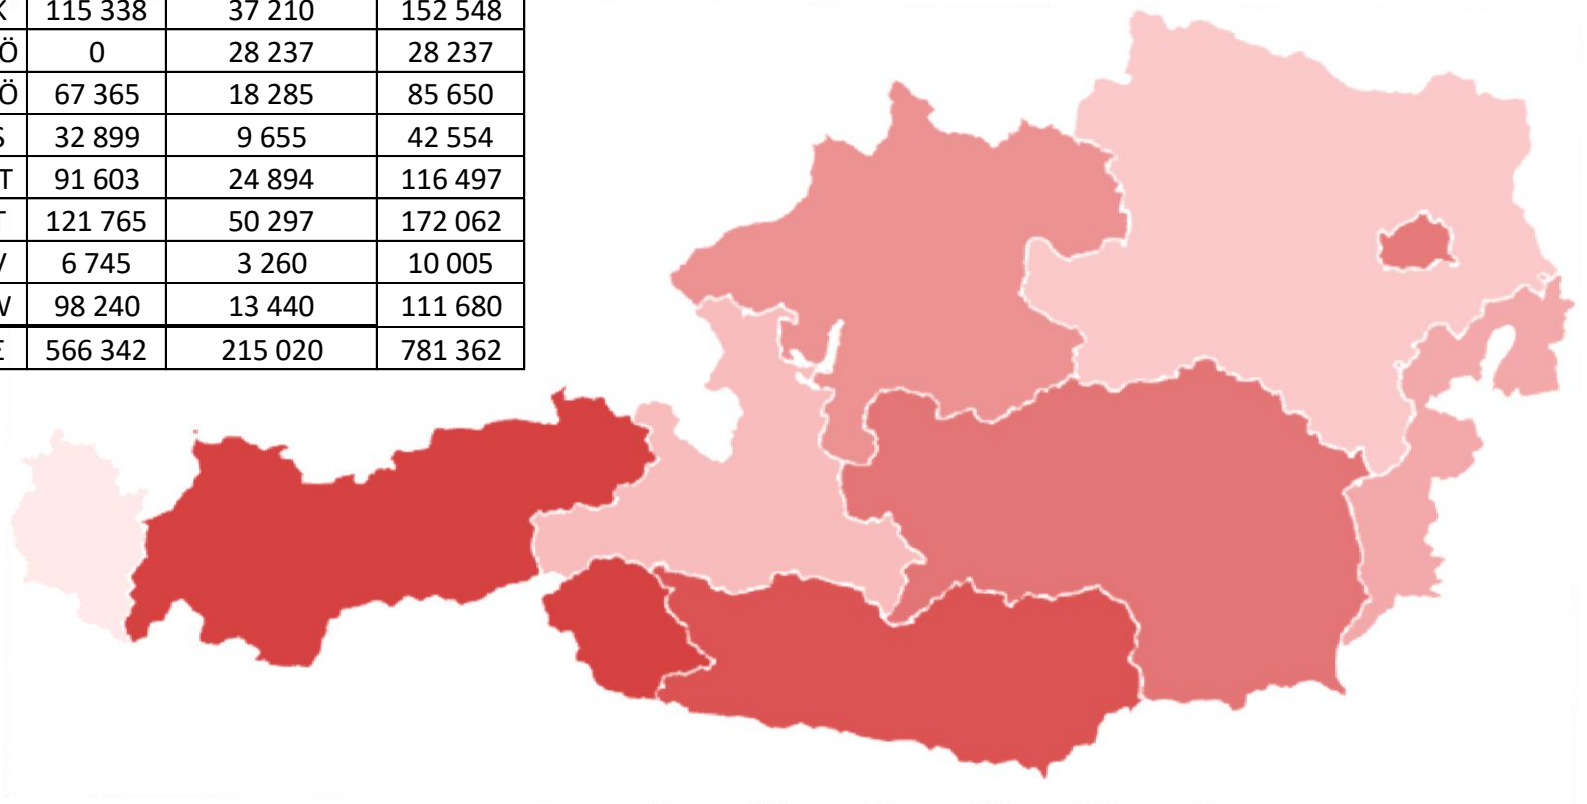 K 115 338 37 210 152 548
Ö 0 28 237 28 237
Ö 67 365 18 285 85 650
S 32 899 9 655 42 554
T 91 603 24 894 116 497
T 121 765 50 297 172 062
V 6 745 3 260 10 005
W 98 240 13 440 111 680
E 566 342 215 020 781 362